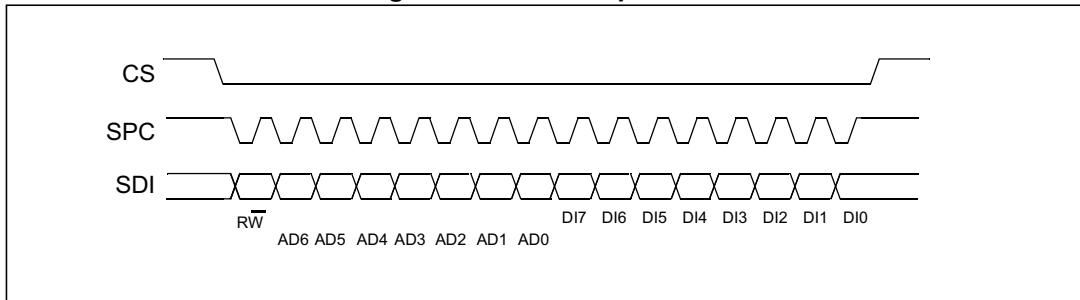 CS
SPC
SDI
RW̅ DI7 DI6 DI5 DI4 DI3 DI2 DI1 DI0
AD6 AD5 AD4 AD3 AD2 AD1 AD0